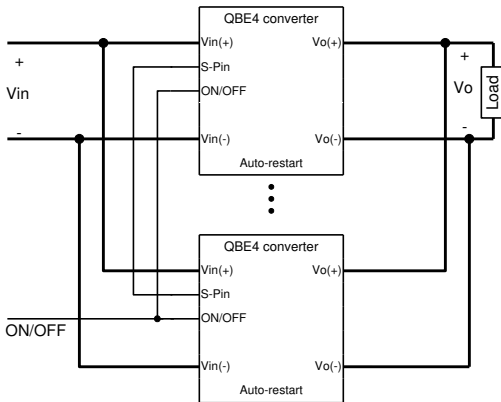 QBE4 converter
Vin(+)
Vo(+)
+
+
S-Pin
Vin
ON/OFF
Vo
Load
-
-
Vin(-)
Vo(-)
Auto-restart
QBE4 converter
Vin(+)
Vo(+)
S-Pin
ON/OFF
ON/OFF
Vin(-)
Vo(-)
Auto-restart